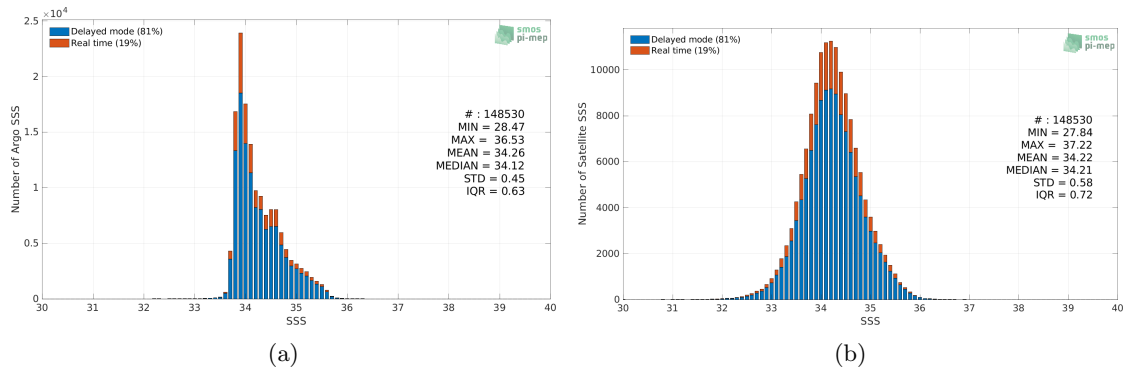 2.5 ×10⁴
Delayed mode (81%)
Real time (19%)
smos
pi-mep
2
1.5
1
0.5
0
Number of Argo SSS
# : 148530
MIN = 28.47
MAX = 36.53
MEAN = 34.26
MEDIAN = 34.12
STD = 0.45
IQR = 0.63
30 31 32 33 34 35 36 37 38 39 40
SSS
(a)
Delayed mode (81%)
Real time (19%)
smos
pi-mep
10000
8000
6000
4000
2000
0
Number of Satellite SSS
# : 148530
MIN = 27.84
MAX = 37.22
MEAN = 34.22
MEDIAN = 34.21
STD = 0.58
IQR = 0.72
30 31 32 33 34 35 36 37 38 39 40
SSS
(b)